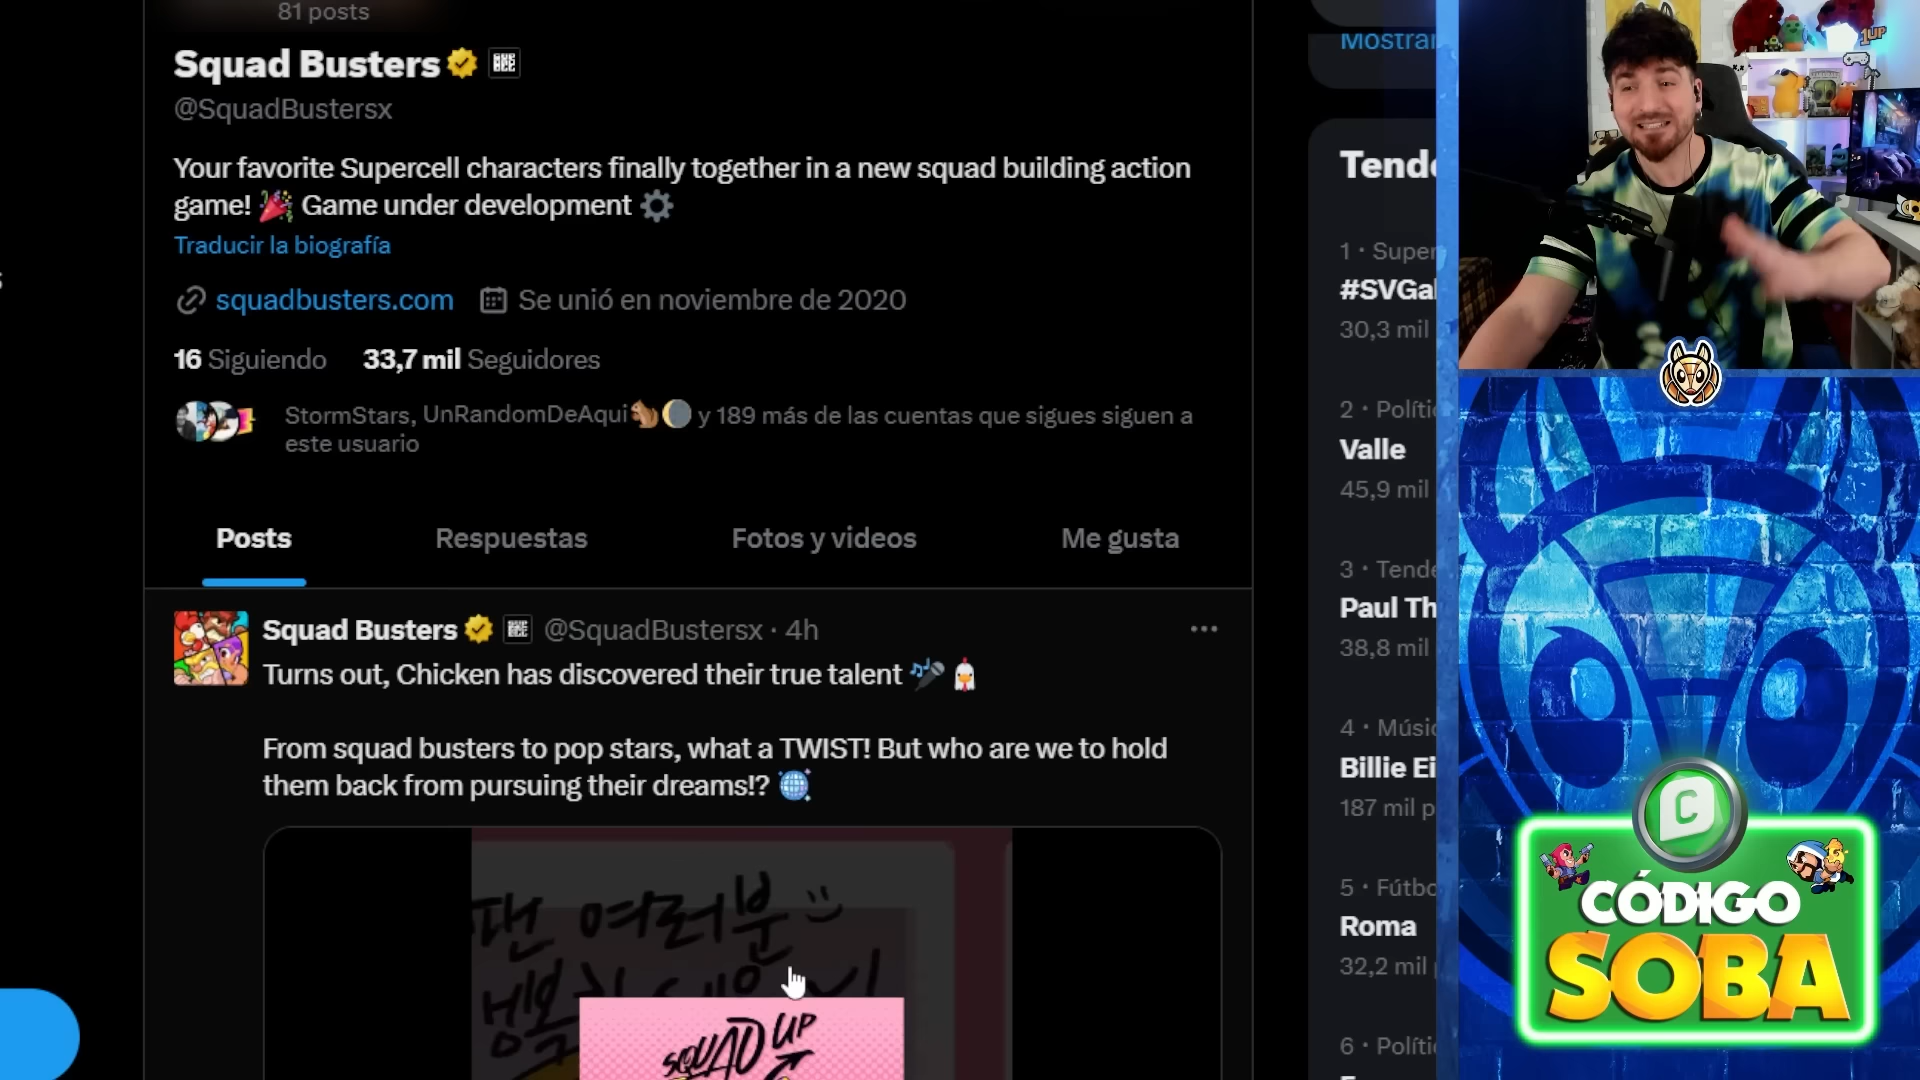 81 posts
Squad Busters
@SquadBustersx
Your favorite Supercell characters finally together in a new squad building action
game! 🎉 Game under development ⚙️
Traducir la biografía
squadbusters.com Se unió en noviembre de 2020
16 Siguiendo 33,7 mil Seguidores
StormStars, UnRandomDeAqui🐿️🌖 y 189 más de las cuentas que sigues siguen a
este usuario
Posts Respuestas Fotos y videos Me gusta
Squad Busters @SquadBustersx · 4h
Turns out, Chicken has discovered their true talent 🎤🐔
From squad busters to pop stars, what a TWIST! But who are we to hold
them back from pursuing their dreams!? 🪩
팬 여러분
SQUAD UP
Mostrar
Tende
1 · Super
#SVGal
30,3 mil
2 · Polític
Valle
45,9 mil
3 · Tende
Paul Th
38,8 mil
4 · Músic
Billie Ei
187 mil p
5 · Fútbo
Roma
32,2 mil
6 · Polític
1UP
C
CÓDIGO
SOBA